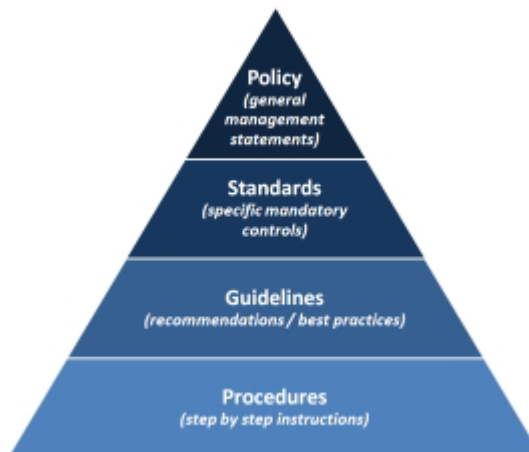 Policy
(general
management
statements)
Standards
(specific mandatory
controls)
Guidelines
(recommendations / best practices)
Procedures
(step by step instructions)